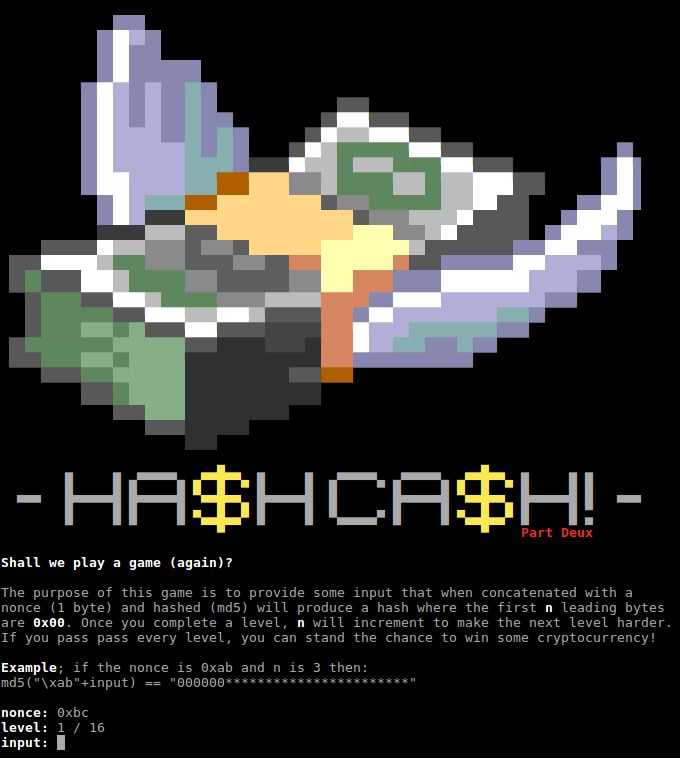 - HA$HCA$H! -
Part Deux
Shall we play a game (again)?
The purpose of this game is to provide some input that when concatenated with a
nonce (1 byte) and hashed (md5) will produce a hash where the first n leading bytes
are 0x00. Once you complete a level, n will increment to make the next level harder.
If you pass pass every level, you can stand the chance to win some cryptocurrency!
Example; if the nonce is 0xab and n is 3 then:
md5("\xab"+input) == "000000**************************"
nonce: 0xbc
level: 1 / 16
input: